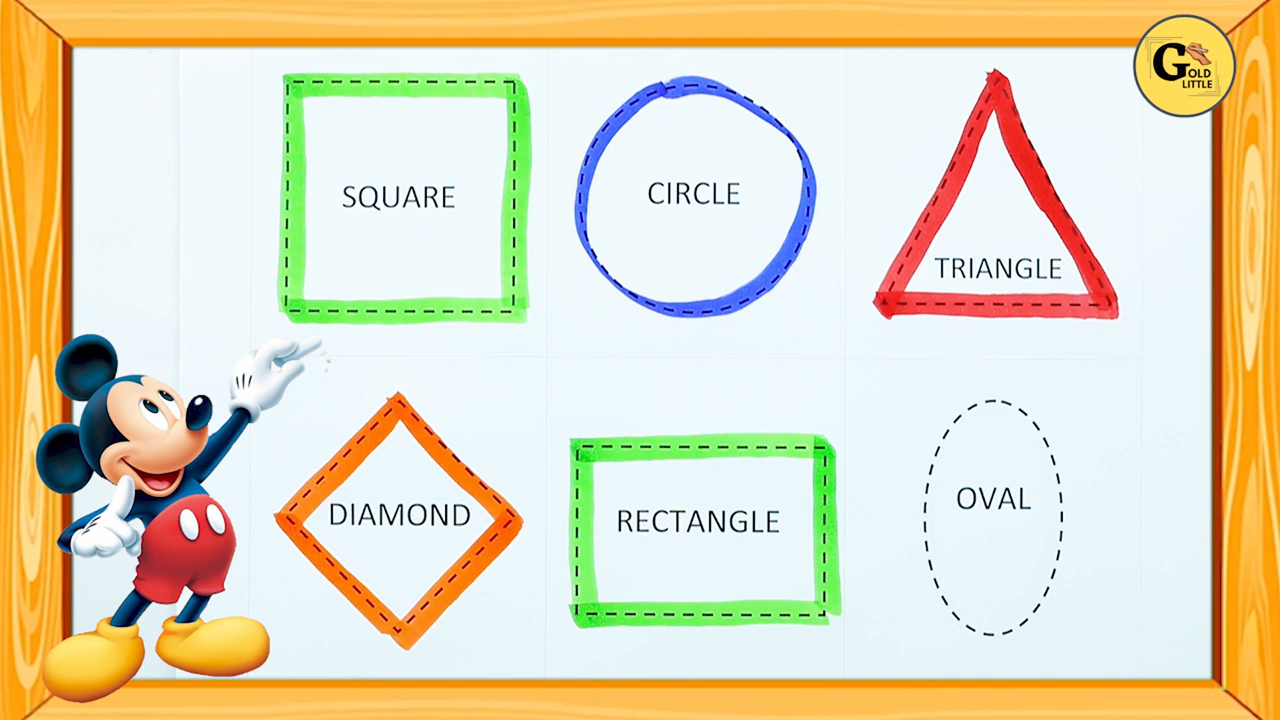 GOLD
LITTLE
SQUARE
CIRCLE
TRIANGLE
DIAMOND
RECTANGLE
OVAL